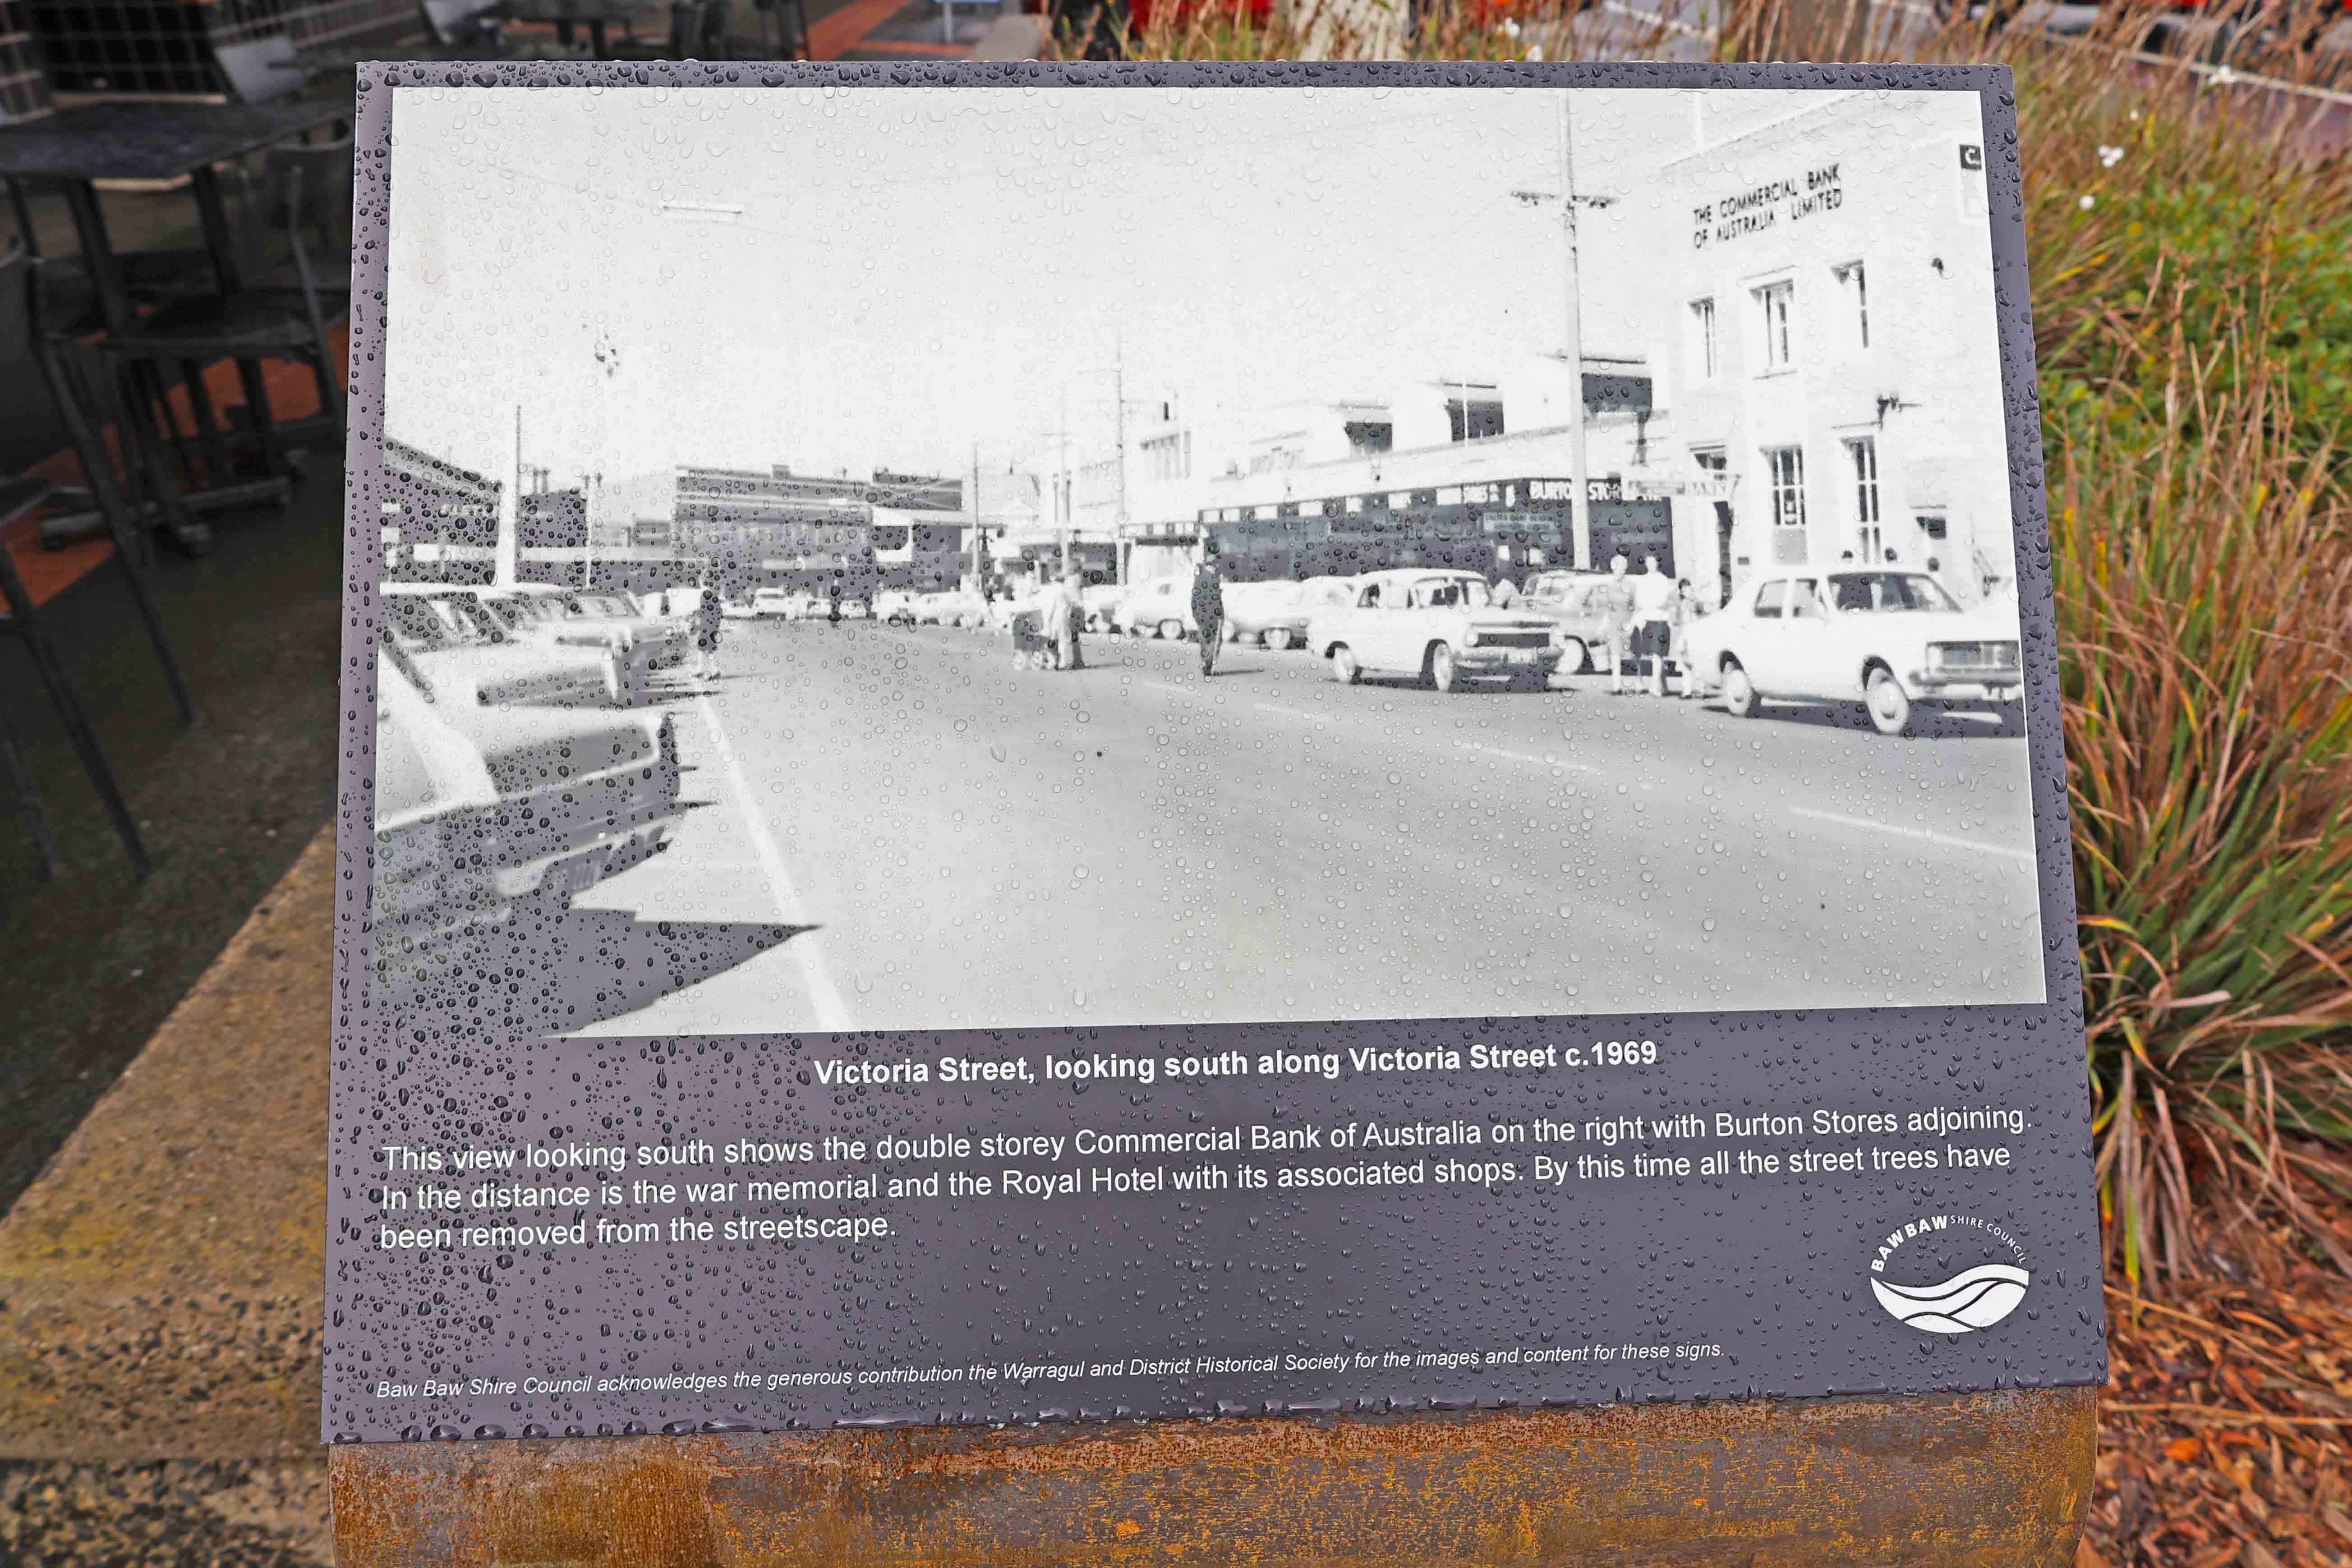 THE COMMERCIAL BANK
OF AUSTRALIA LIMITED
BURTON STOR
BANK
Victoria Street, looking south along Victoria Street c.1969
This view looking south shows the double storey Commercial Bank of Australia on the right with Burton Stores adjoining.
In the distance is the war memorial and the Royal Hotel with its associated shops. By this time all the street trees have
been removed from the streetscape.
BAWBAW SHIRE COUNCIL
Baw Baw Shire Council acknowledges the generous contribution the Warragul and District Historical Society for the images and content for these signs.